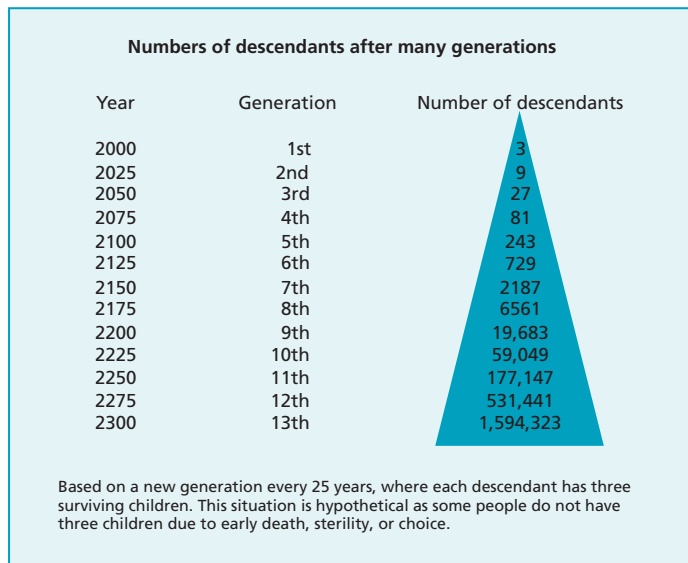 Numbers of descendants after many generations
Year Generation Number of descendants
2000 1st 3
2025 2nd 9
2050 3rd 27
2075 4th 81
2100 5th 243
2125 6th 729
2150 7th 2187
2175 8th 6561
2200 9th 19,683
2225 10th 59,049
2250 11th 177,147
2275 12th 531,441
2300 13th 1,594,323
Based on a new generation every 25 years, where each descendant has three
surviving children. This situation is hypothetical as some people do not have
three children due to early death, sterility, or choice.